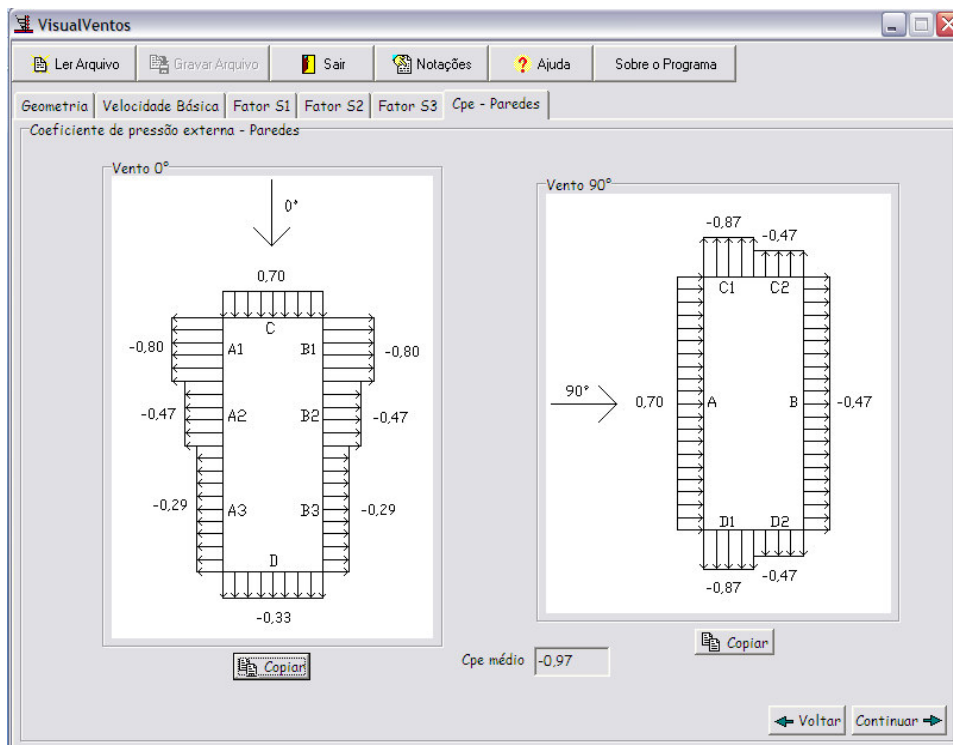 VisualVentos
Ler Arquivo Gravar Arquivo Sair Notações Ajuda Sobre o Programa
Geometria Velocidade Básica Fator S1 Fator S2 Fator S3 Cpe - Paredes
Coeficiente de pressão externa - Paredes
Vento 0°
0°
0,70
C
-0,80 A1 B1 -0,80
-0,47 A2 B2 -0,47
-0,29 A3 B3 -0,29
D
-0,33
Copiar
Vento 90°
-0,87 -0,47
C1 C2
90° 0,70 A B -0,47
D1 D2
-0,87 -0,47
Copiar
Cpe médio -0,97
Voltar Continuar